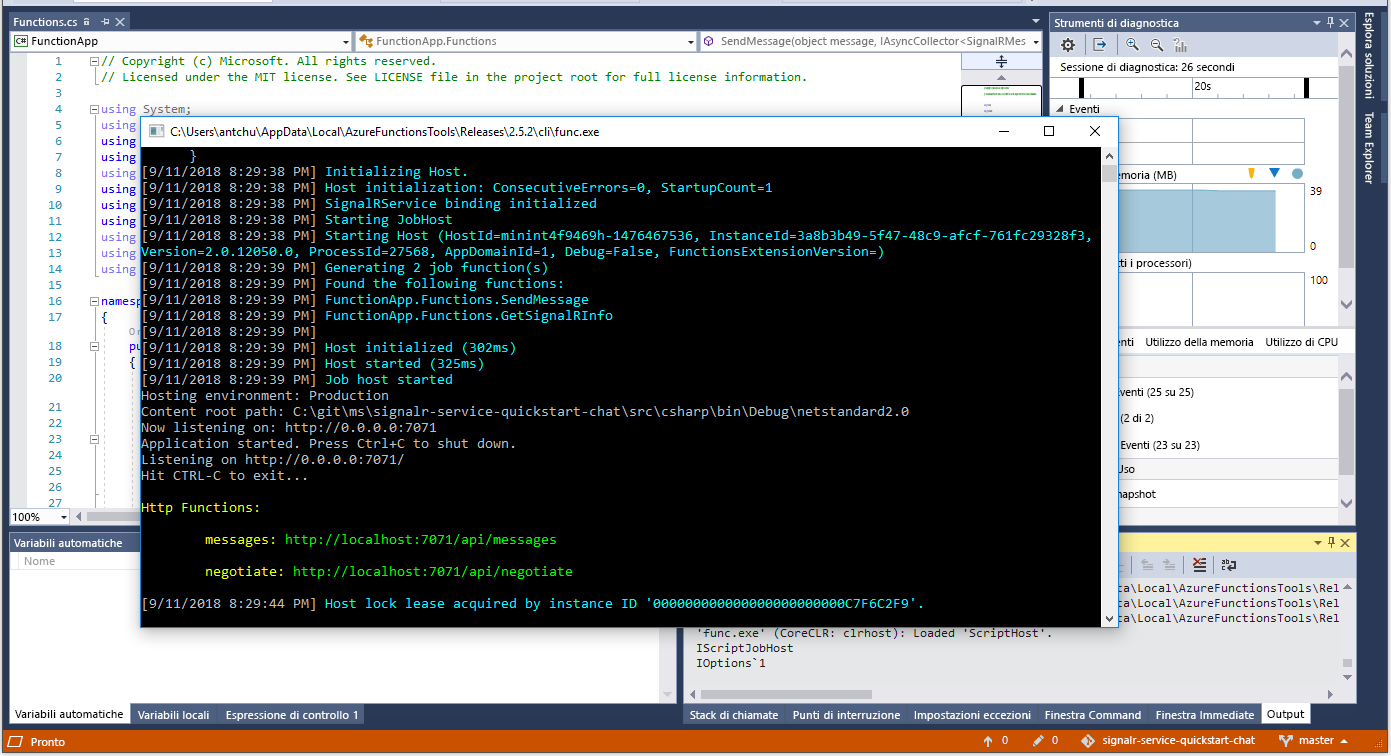 Functions.cs
Strumenti di diagnostica
FunctionApp
FunctionApp.Functions
SendMessage(object message, IAsyncCollector<SignalRMes
1 // Copyright (c) Microsoft. All rights reserved.
2 // Licensed under the MIT license. See LICENSE file in the project root for full license information.
3
4 using System;
5 using
6 using
7 using
8 using
9 using
10 using
11 using
12 using
13 using
14 using
15
16 namesp
17 {
18 pu
19 {
20
21
22
23
24
25
26
27
100%
Sessione di diagnostica: 26 secondi
20s
Eventi
emoria (MB)
39
0
tti i processori)
100
enti
Utilizzo della memoria
Utilizzo di CPU
venti (25 su 25)
(2 di 2)
Eventi (23 su 23)
Uso
napshot
Esplora soluzioni
Team Explorer
C:\Users\antchu\AppData\Local\AzureFunctionsTools\Releases\2.5.2\cli\func.exe
}
[9/11/2018 8:29:38 PM] Initializing Host.
[9/11/2018 8:29:38 PM] Host initialization: ConsecutiveErrors=0, StartupCount=1
[9/11/2018 8:29:38 PM] SignalRService binding initialized
[9/11/2018 8:29:38 PM] Starting JobHost
[9/11/2018 8:29:38 PM] Starting Host (HostId=minint4f9469h-1476467536, InstanceId=3a8b3b49-5f47-48c9-afcf-761fc29328f3,
Version=2.0.12050.0, ProcessId=27568, AppDomainId=1, Debug=False, FunctionsExtensionVersion=)
[9/11/2018 8:29:39 PM] Generating 2 job function(s)
[9/11/2018 8:29:39 PM] Found the following functions:
[9/11/2018 8:29:39 PM] FunctionApp.Functions.SendMessage
[9/11/2018 8:29:39 PM] FunctionApp.Functions.GetSignalRInfo
[9/11/2018 8:29:39 PM]
[9/11/2018 8:29:39 PM] Host initialized (302ms)
[9/11/2018 8:29:39 PM] Host started (325ms)
[9/11/2018 8:29:39 PM] Job host started
Hosting environment: Production
Content root path: C:\git\ms\signalr-service-quickstart-chat\src\csharp\bin\Debug\netstandard2.0
Now listening on: http://0.0.0.0:7071
Application started. Press Ctrl+C to shut down.
Listening on http://0.0.0.0:7071/
Hit CTRL-C to exit...
Http Functions:
messages: http://localhost:7071/api/messages
negotiate: http://localhost:7071/api/negotiate
[9/11/2018 8:29:44 PM] Host lock lease acquired by instance ID '000000000000000000000000C7F6C2F9'.
Variabili automatiche
Nome
ta\Local\AzureFunctionsTools\Rel
ta\Local\AzureFunctionsTools\Rel
ta\Local\AzureFunctionsTools\Rel
'func.exe' (CoreCLR: clrhost): Loaded 'ScriptHost'.
IScriptJobHost
IOptions`1
Variabili automatiche
Variabili locali
Espressione di controllo 1
Stack di chiamate
Punti di interruzione
Impostazioni eccezioni
Finestra Command
Finestra Immediate
Output
Pronto
0
0
signalr-service-quickstart-chat
master